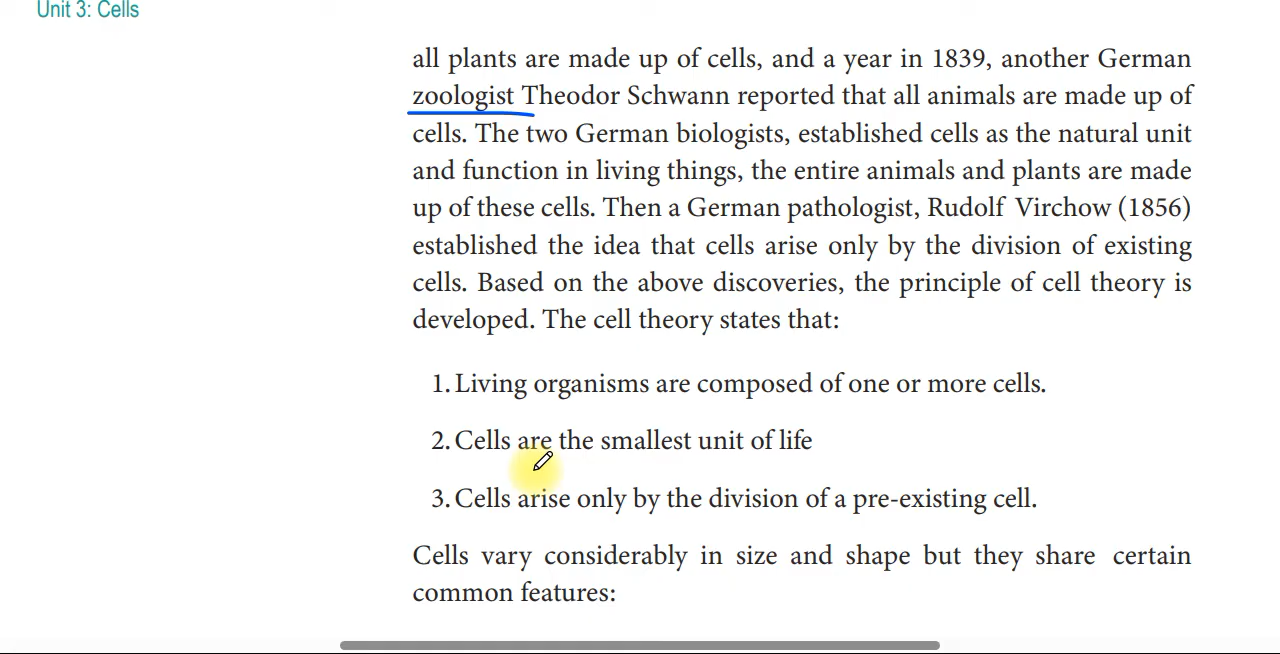 Unit 3: Cells
all plants are made up of cells, and a year in 1839, another German
zoologist Theodor Schwann reported that all animals are made up of
cells. The two German biologists, established cells as the natural unit
and function in living things, the entire animals and plants are made
up of these cells. Then a German pathologist, Rudolf Virchow (1856)
established the idea that cells arise only by the division of existing
cells. Based on the above discoveries, the principle of cell theory is
developed. The cell theory states that:
1. Living organisms are composed of one or more cells.
2. Cells are the smallest unit of life
3. Cells arise only by the division of a pre-existing cell.
Cells vary considerably in size and shape but they share certain
common features: